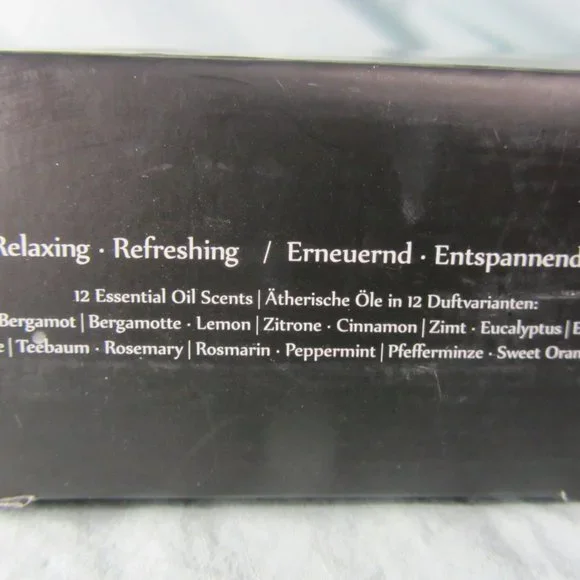 Relaxing · Refreshing / Erneuernd · Entspannend
12 Essential Oil Scents | Ätherische Öle in 12 Duftvarianten:
Bergamot | Bergamotte · Lemon | Zitrone · Cinnamon | Zimt · Eucalyptus | E
e | Teebaum · Rosemary | Rosmarin · Peppermint | Pfefferminze · Sweet Oran